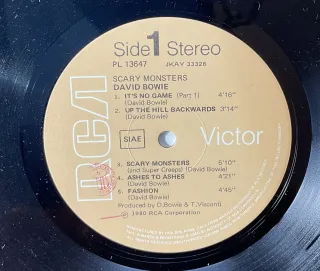 Side 1 Stereo
PL 13647 JKAY 33328
SCARY MONSTERS
DAVID BOWIE
1. IT'S NO GAME (Part 1) 4'16"
(David Bowie)
2. UP THE HILL BACKWARDS 3'14"
(David Bowie)
RCA
SIAE
Victor
3. SCARY MONSTERS 5'10"
(and Super Creeps) (David Bowie)
4. ASHES TO ASHES 4'21"
(David Bowie)
5. FASHION 4'45"
(David Bowie)
Produced by D.Bowie & T.Visconti
℗ 1980 RCA Corporation